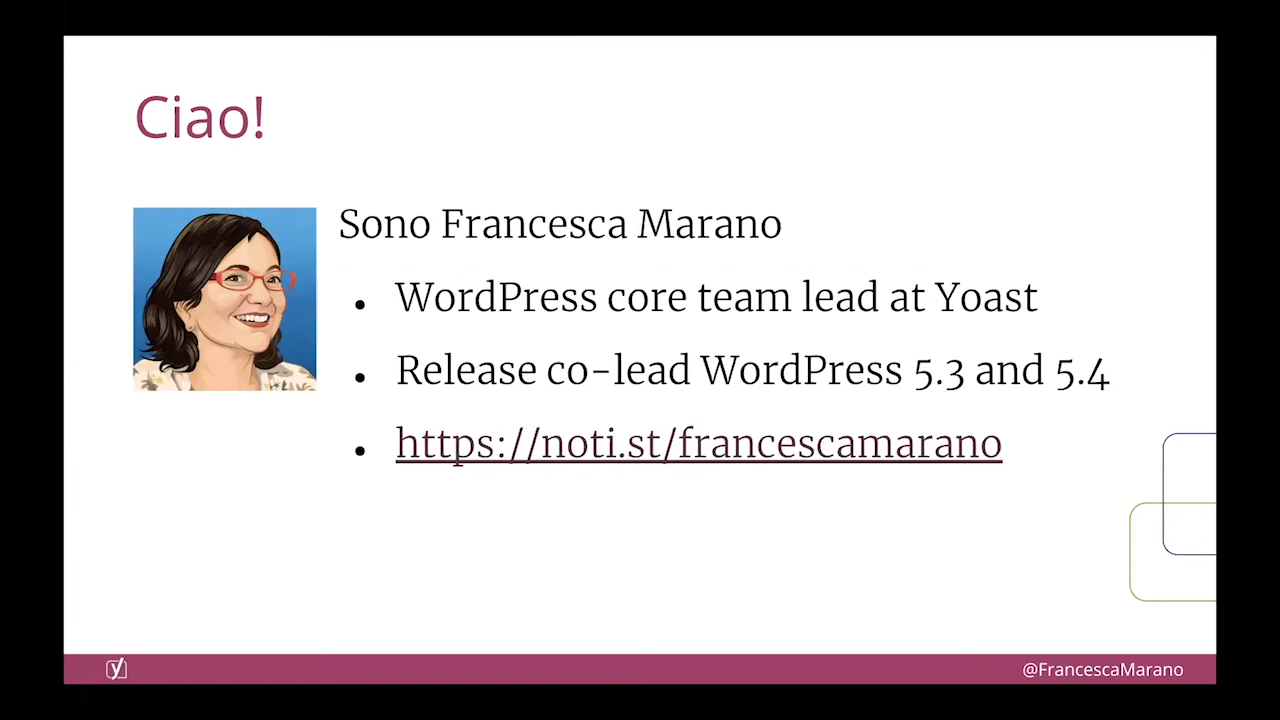 Ciao!
Sono Francesca Marano
WordPress core team lead at Yoast
Release co-lead WordPress 5.3 and 5.4
https://noti.st/francescamarano
y
@FrancescaMarano